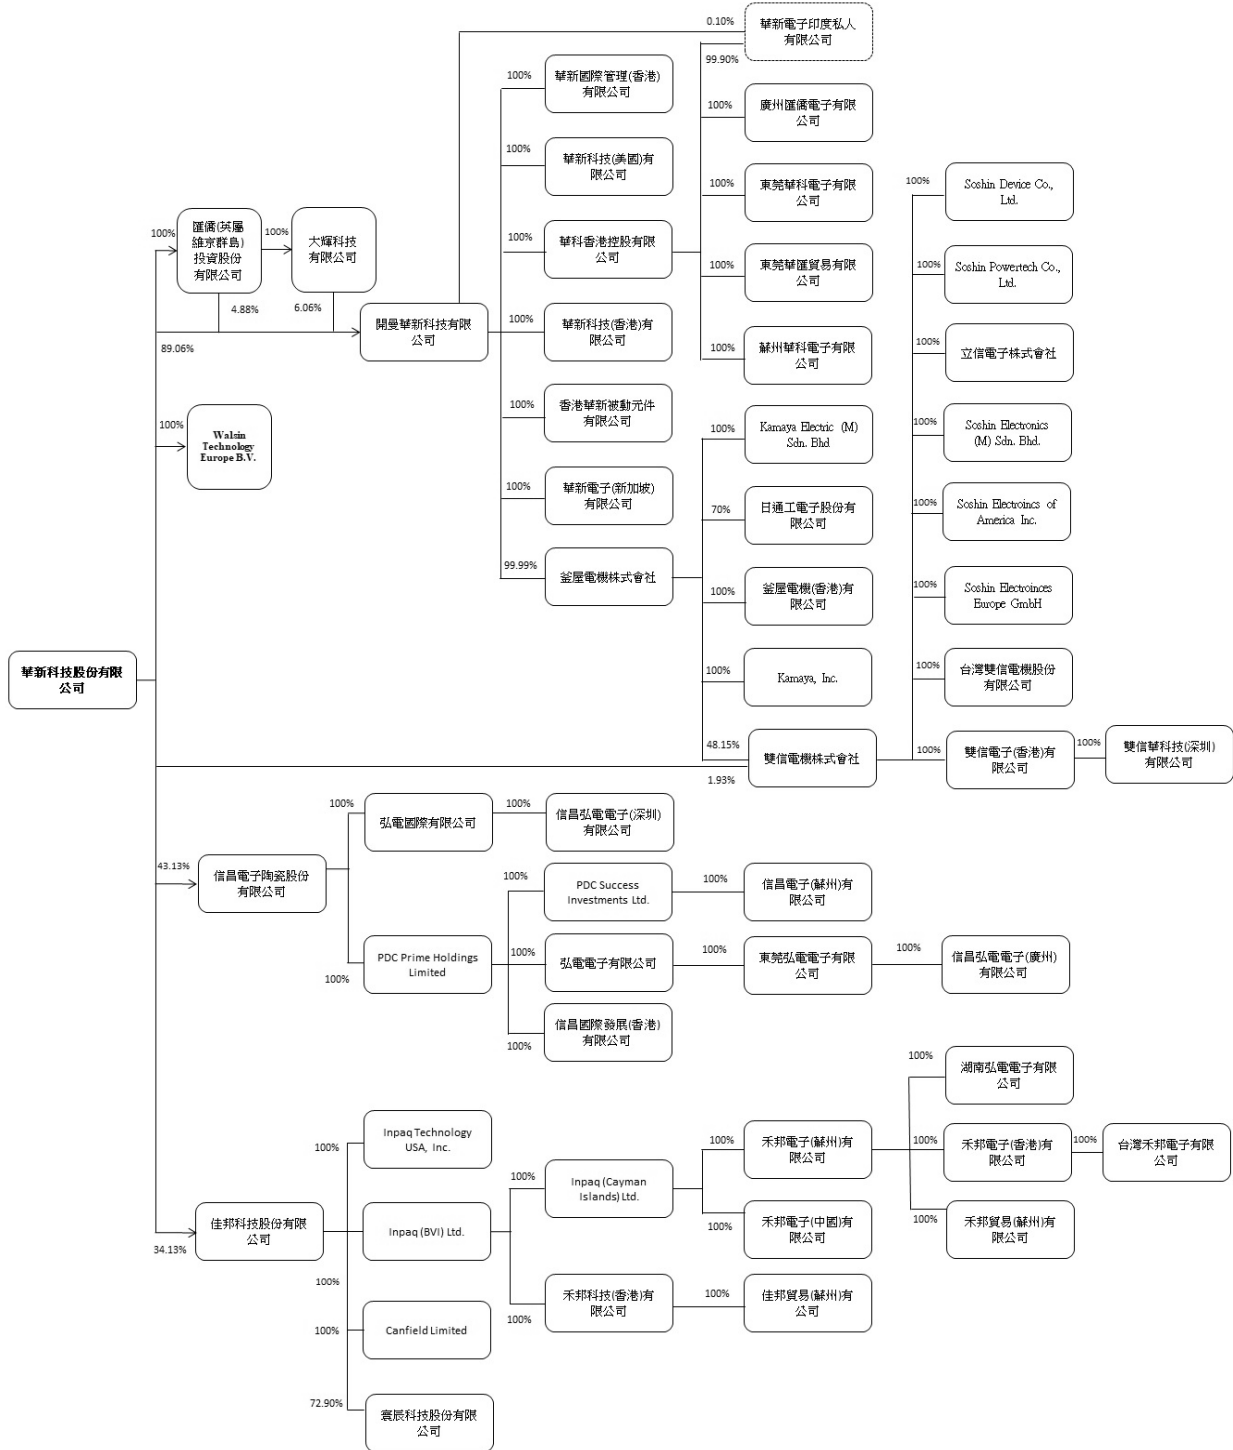 0.10%
華新電子印度私人
有限公司
99.90%
100%
華新國際管理(香港)
有限公司
100%
廣州匯僑電子有限
公司
100%
華新科技(美國)有
限公司
100%
東莞華科電子有限
公司
100%
Soshin Device Co.,
Ltd.
100%
匯僑(英屬
維京群島)
投資股份
有限公司
100%
大輝科技
有限公司
100%
華科香港控股有限
公司
100%
東莞華匯貿易有限
公司
100%
Soshin Powertech Co.,
Ltd.
4.88%
6.06%
89.06%
開曼華新科技有限
公司
100%
華新科技(香港)有
限公司
100%
蘇州華科電子有限
公司
100%
立信電子株式會社
100%
Walsin
Technology
Europe B.V.
100%
香港華新被動元件
有限公司
100%
Kamaya Electric (M)
Sdn. Bhd
100%
Soshin Electronics
(M) Sdn. Bhd.
100%
華新電子(新加坡)
有限公司
70%
日通工電子股份有
限公司
100%
Soshin Electroincs of
America Inc.
99.99%
釜屋電機株式會社
100%
釜屋電機(香港)有
限公司
100%
Soshin Electroinces
Europe GmbH
華新科技股份有限
公司
100%
Kamaya, Inc.
100%
台灣雙信電機股份
有限公司
48.15%
雙信電機株式會社
1.93%
100%
雙信電子(香港)有
限公司
100%
雙信華科技(深圳)
有限公司
100%
弘電國際有限公司
100%
信昌弘電電子(深圳)
有限公司
43.13%
信昌電子陶瓷股份
有限公司
100%
PDC Success
Investments Ltd.
100%
信昌電子(蘇州)有
限公司
100%
PDC Prime Holdings
Limited
100%
弘電電子有限公司
100%
東莞弘電電子有限
公司
100%
信昌弘電電子(廣州)
有限公司
100%
信昌國際發展(香港)
有限公司
100%
湖南弘電電子有限
公司
100%
Inpaq Technology
USA, Inc.
100%
禾邦電子(蘇州)有
限公司
100%
禾邦電子(香港)有
限公司
100%
台灣禾邦電子有限
公司
100%
Inpaq (Cayman
Islands) Ltd.
34.13%
佳邦科技股份有限
公司
100%
Inpaq (BVI) Ltd.
100%
禾邦電子(中國)有
限公司
100%
禾邦貿易(蘇州)有
限公司
100%
禾邦科技(香港)有
限公司
100%
佳邦貿易(蘇州)有
公司
100%
Canfield Limited
72.90%
寰辰科技股份有限
公司